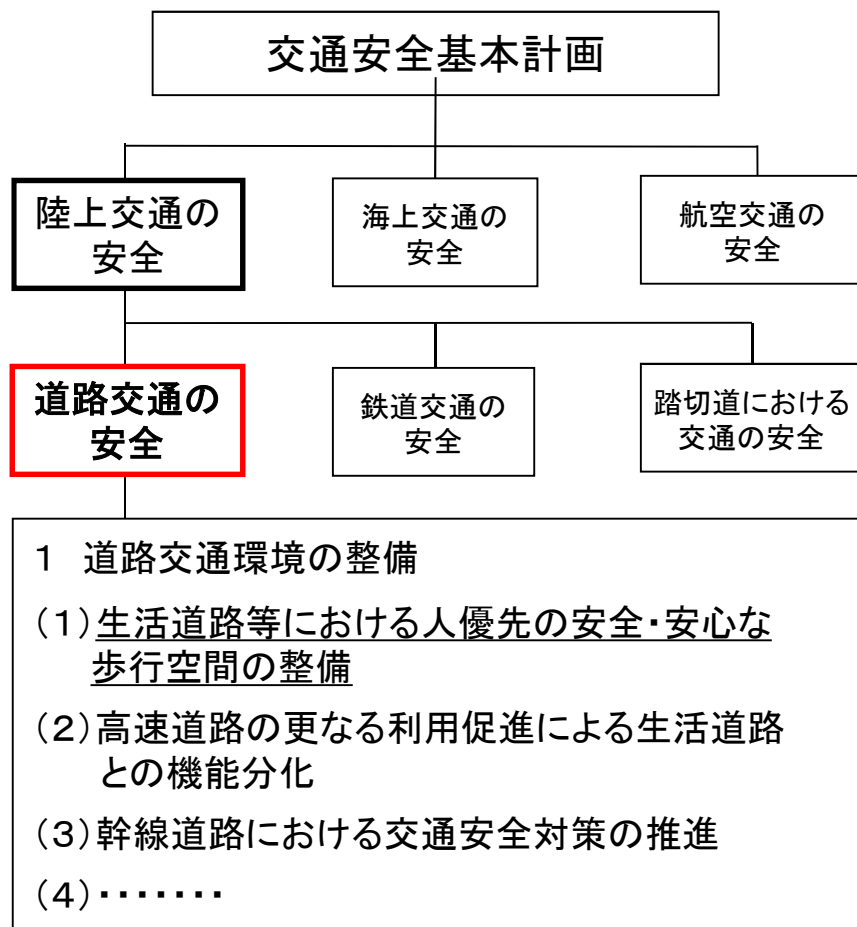 交通安全基本計画
陸上交通の
安全
海上交通の
安全
航空交通の
安全
道路交通の
安全
鉄道交通の
安全
踏切道における
交通の安全
1 道路交通環境の整備
(1)生活道路等における人優先の安全・安心な
歩行空間の整備
(2)高速道路の更なる利用促進による生活道路
との機能分化
(3)幹線道路における交通安全対策の推進
(4)・・・・・・・